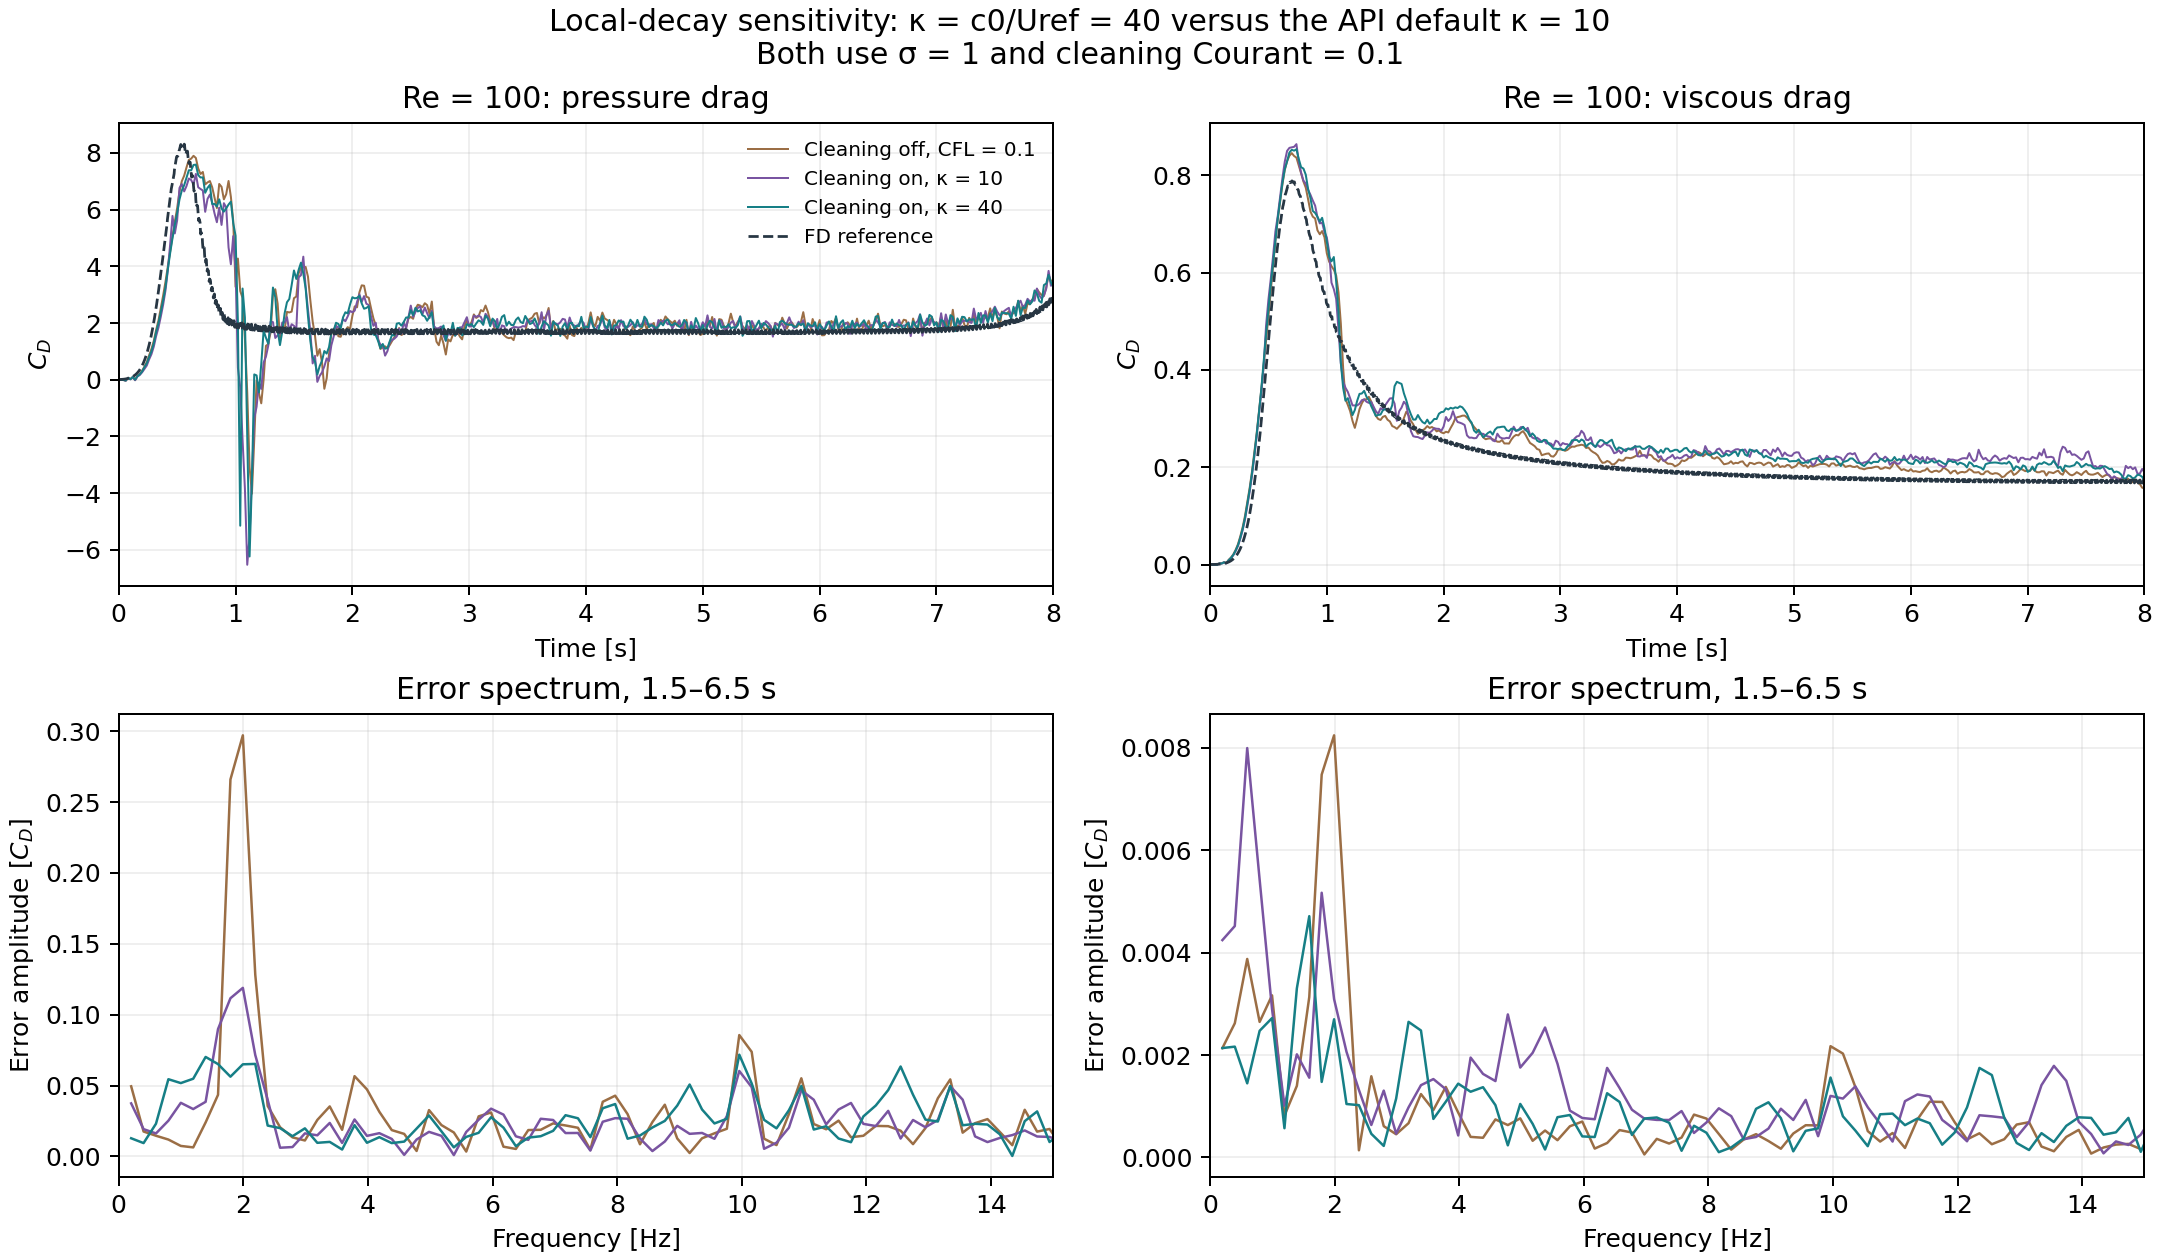 Local-decay sensitivity: κ = c0/Uref = 40 versus the API default κ = 10
Both use σ = 1 and cleaning Courant = 0.1
Re = 100: pressure drag
8
6
4
2
0
−2
−4
−6
C_D
Cleaning off, CFL = 0.1
Cleaning on, κ = 10
Cleaning on, κ = 40
FD reference
0 1 2 3 4 5 6 7 8
Time [s]
Re = 100: viscous drag
0.8
0.6
0.4
0.2
0.0
C_D
0 1 2 3 4 5 6 7 8
Time [s]
Error spectrum, 1.5–6.5 s
0.30
0.25
0.20
0.15
0.10
0.05
0.00
Error amplitude [C_D]
0 2 4 6 8 10 12 14
Frequency [Hz]
Error spectrum, 1.5–6.5 s
0.008
0.006
0.004
0.002
0.000
Error amplitude [C_D]
0 2 4 6 8 10 12 14
Frequency [Hz]